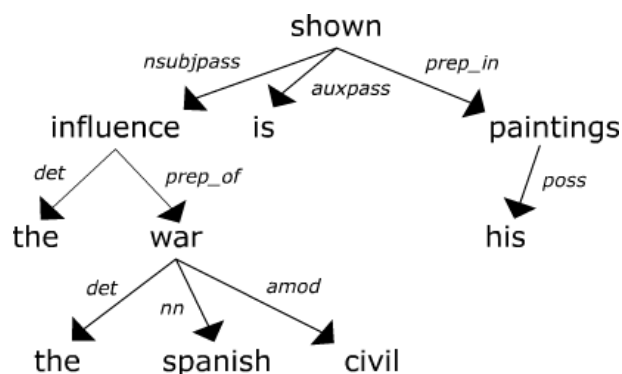 shown
nsubjpass auxpass prep_in
influence is paintings
det prep_of poss
the war his
det nn amod
the spanish civil